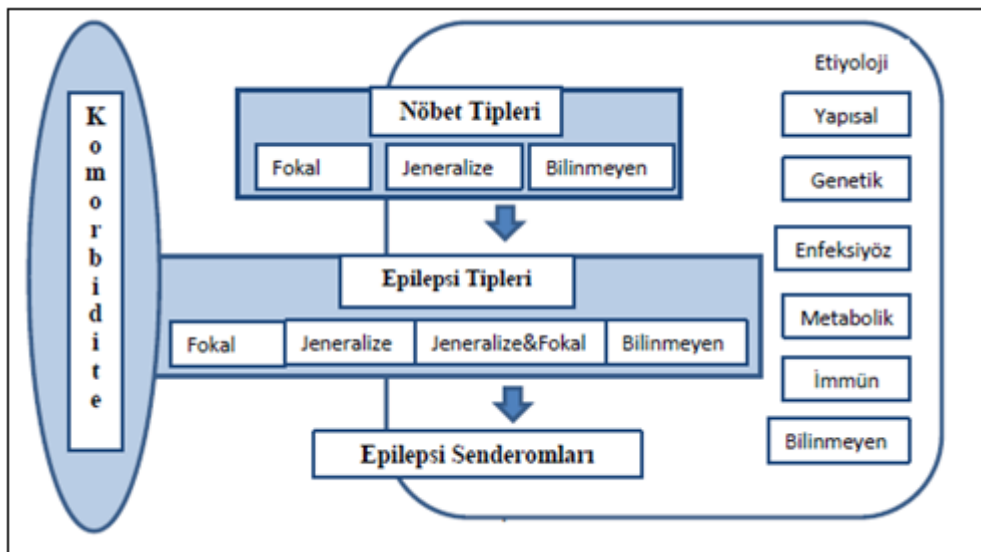 Komorbidite
Nöbet Tipleri
Fokal
Jeneralize
Bilinmeyen
Epilepsi Tipleri
Fokal
Jeneralize
Jeneralize&Fokal
Bilinmeyen
Epilepsi Senderomları
Etiyoloji
Yapısal
Genetik
Enfeksiyöz
Metabolik
İmmün
Bilinmeyen